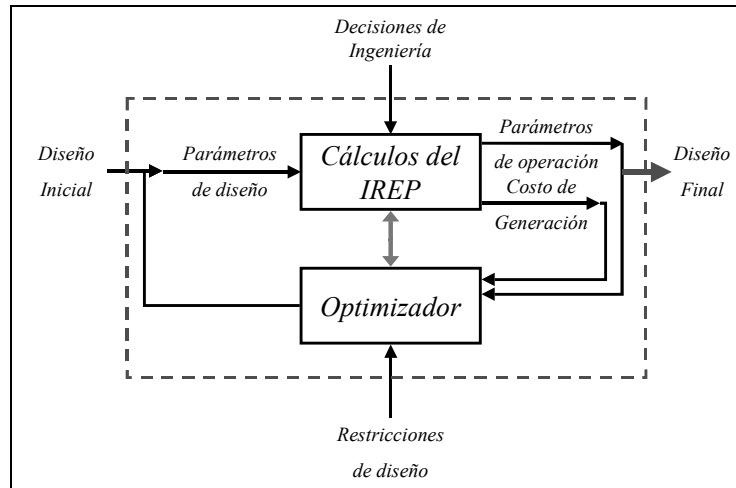 Decisiones de
Ingeniería
Diseño
Inicial
Parámetros
de diseño
Cálculos del
IREP
Parámetros
de operación
Costo de
Generación
Diseño
Final
Optimizador
Restricciones
de diseño